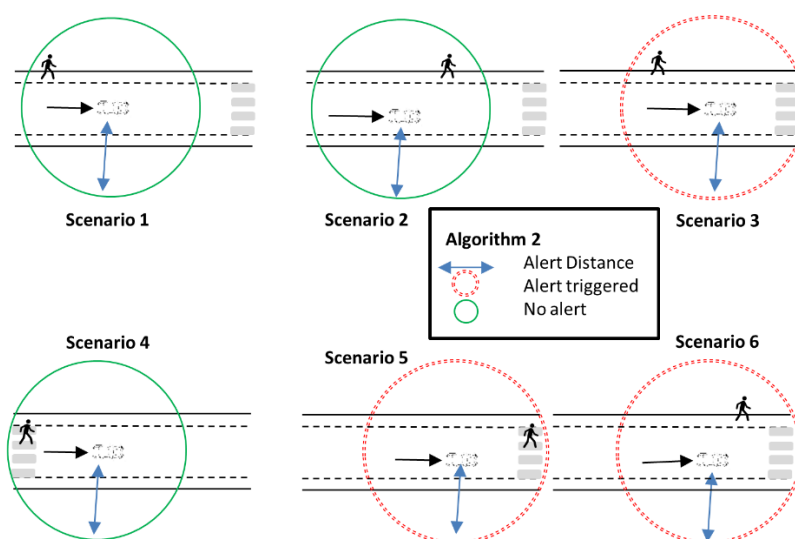 Scenario 1
Scenario 2
Scenario 3
Algorithm 2
Alert Distance
Alert triggered
No alert
Scenario 4
Scenario 5
Scenario 6